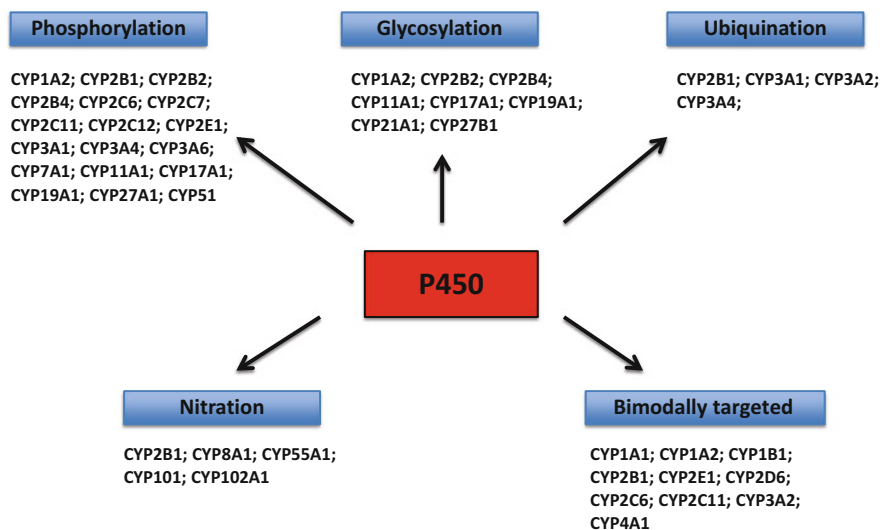 Phosphorylation
CYP1A2; CYP2B1; CYP2B2;
CYP2B4; CYP2C6; CYP2C7;
CYP2C11; CYP2C12; CYP2E1;
CYP3A1; CYP3A4; CYP3A6;
CYP7A1; CYP11A1; CYP17A1;
CYP19A1; CYP27A1; CYP51
Glycosylation
CYP1A2; CYP2B2; CYP2B4;
CYP11A1; CYP17A1; CYP19A1;
CYP21A1; CYP27B1
Ubiquination
CYP2B1; CYP3A1; CYP3A2;
CYP3A4;
P450
Nitration
CYP2B1; CYP8A1; CYP55A1;
CYP101; CYP102A1
Bimodally targeted
CYP1A1; CYP1A2; CYP1B1;
CYP2B1; CYP2E1; CYP2D6;
CYP2C6; CYP2C11; CYP3A2;
CYP4A1